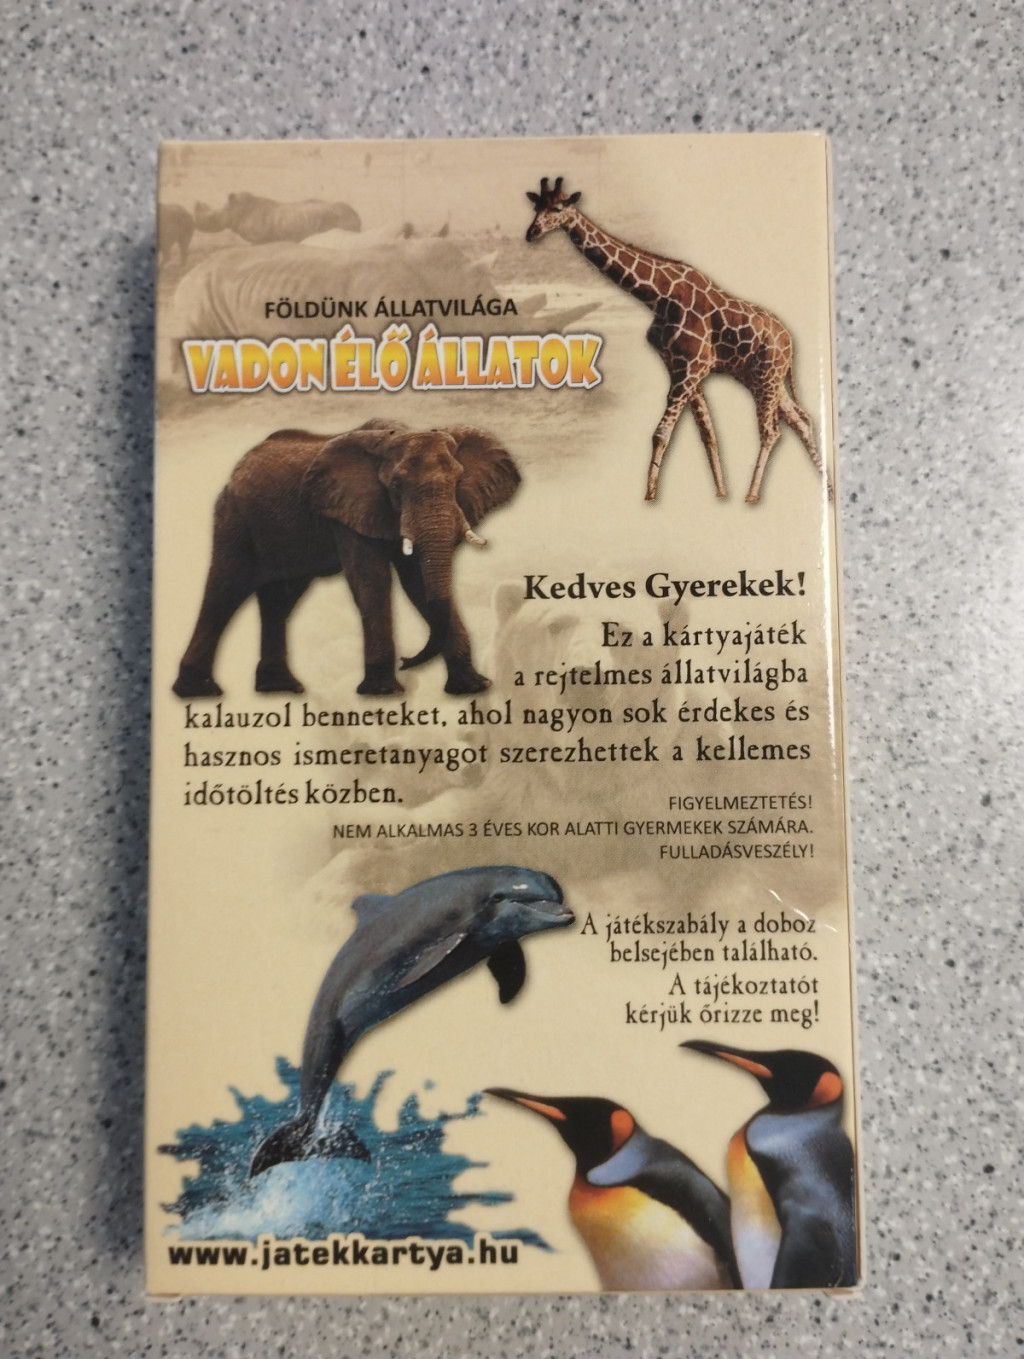 FÖLDÜNK ÁLLATVILÁGA
VADON ÉLŐ ÁLLATOK
Kedves Gyerekek!
Ez a kártyajáték
a rejtelmes állatvilágba
kalauzol benneteket, ahol nagyon sok érdekes és
hasznos ismeretanyagot szerezhettek a kellemes
időtöltés közben.
FIGYELMEZTETÉS!
NEM ALKALMAS 3 ÉVES KOR ALATTI GYERMEKEK SZÁMÁRA.
FULLADÁSVESZÉLY!
A játékszabály a doboz
belsejében található.
A tájékoztatót
kérjük őrizze meg!
www.jatekkartya.hu